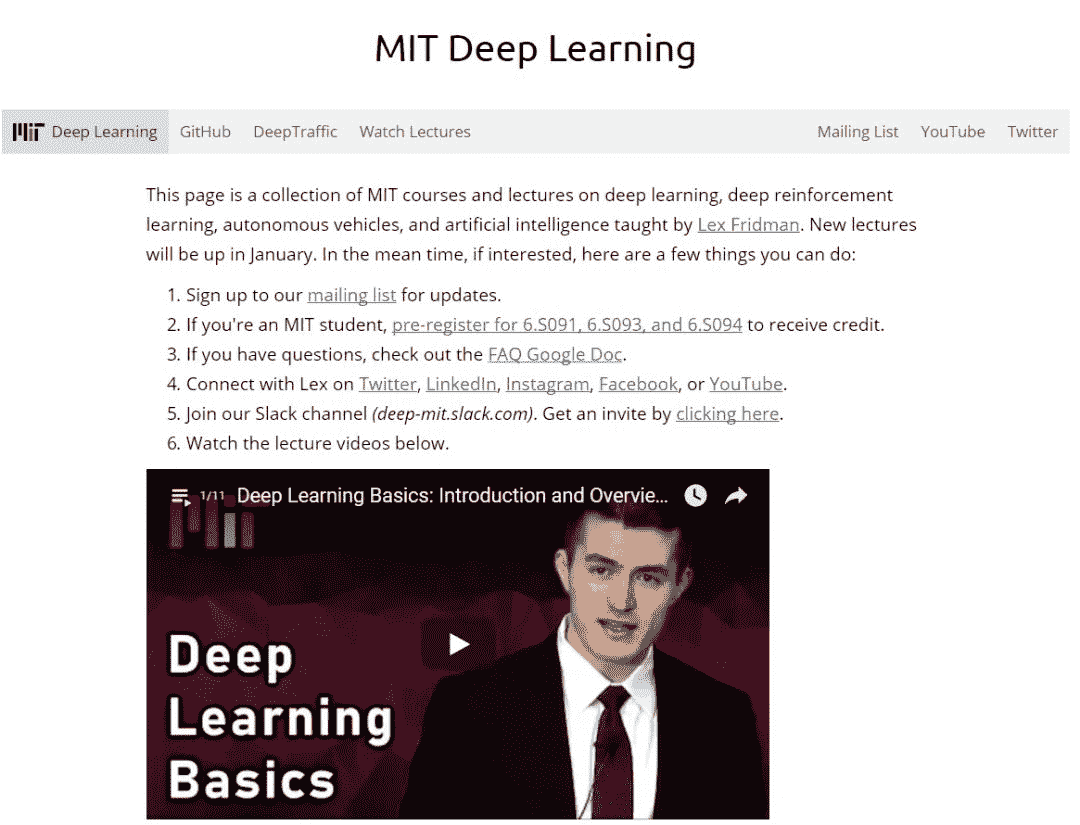 MIT Deep Learning
MIT Deep Learning GitHub DeepTraffic Watch Lectures Mailing List YouTube Twitter
This page is a collection of MIT courses and lectures on deep learning, deep reinforcement
learning, autonomous vehicles, and artificial intelligence taught by Lex Fridman. New lectures
will be up in January. In the mean time, if interested, here are a few things you can do:
1. Sign up to our mailing list for updates.
2. If you're an MIT student, pre-register for 6.S091, 6.S093, and 6.S094 to receive credit.
3. If you have questions, check out the FAQ Google Doc.
4. Connect with Lex on Twitter, LinkedIn, Instagram, Facebook, or YouTube.
5. Join our Slack channel (deep-mit.slack.com). Get an invite by clicking here.
6. Watch the lecture videos below.
1/11 Deep Learning Basics: Introduction and Overvie...
MIT
Deep
Learning
Basics